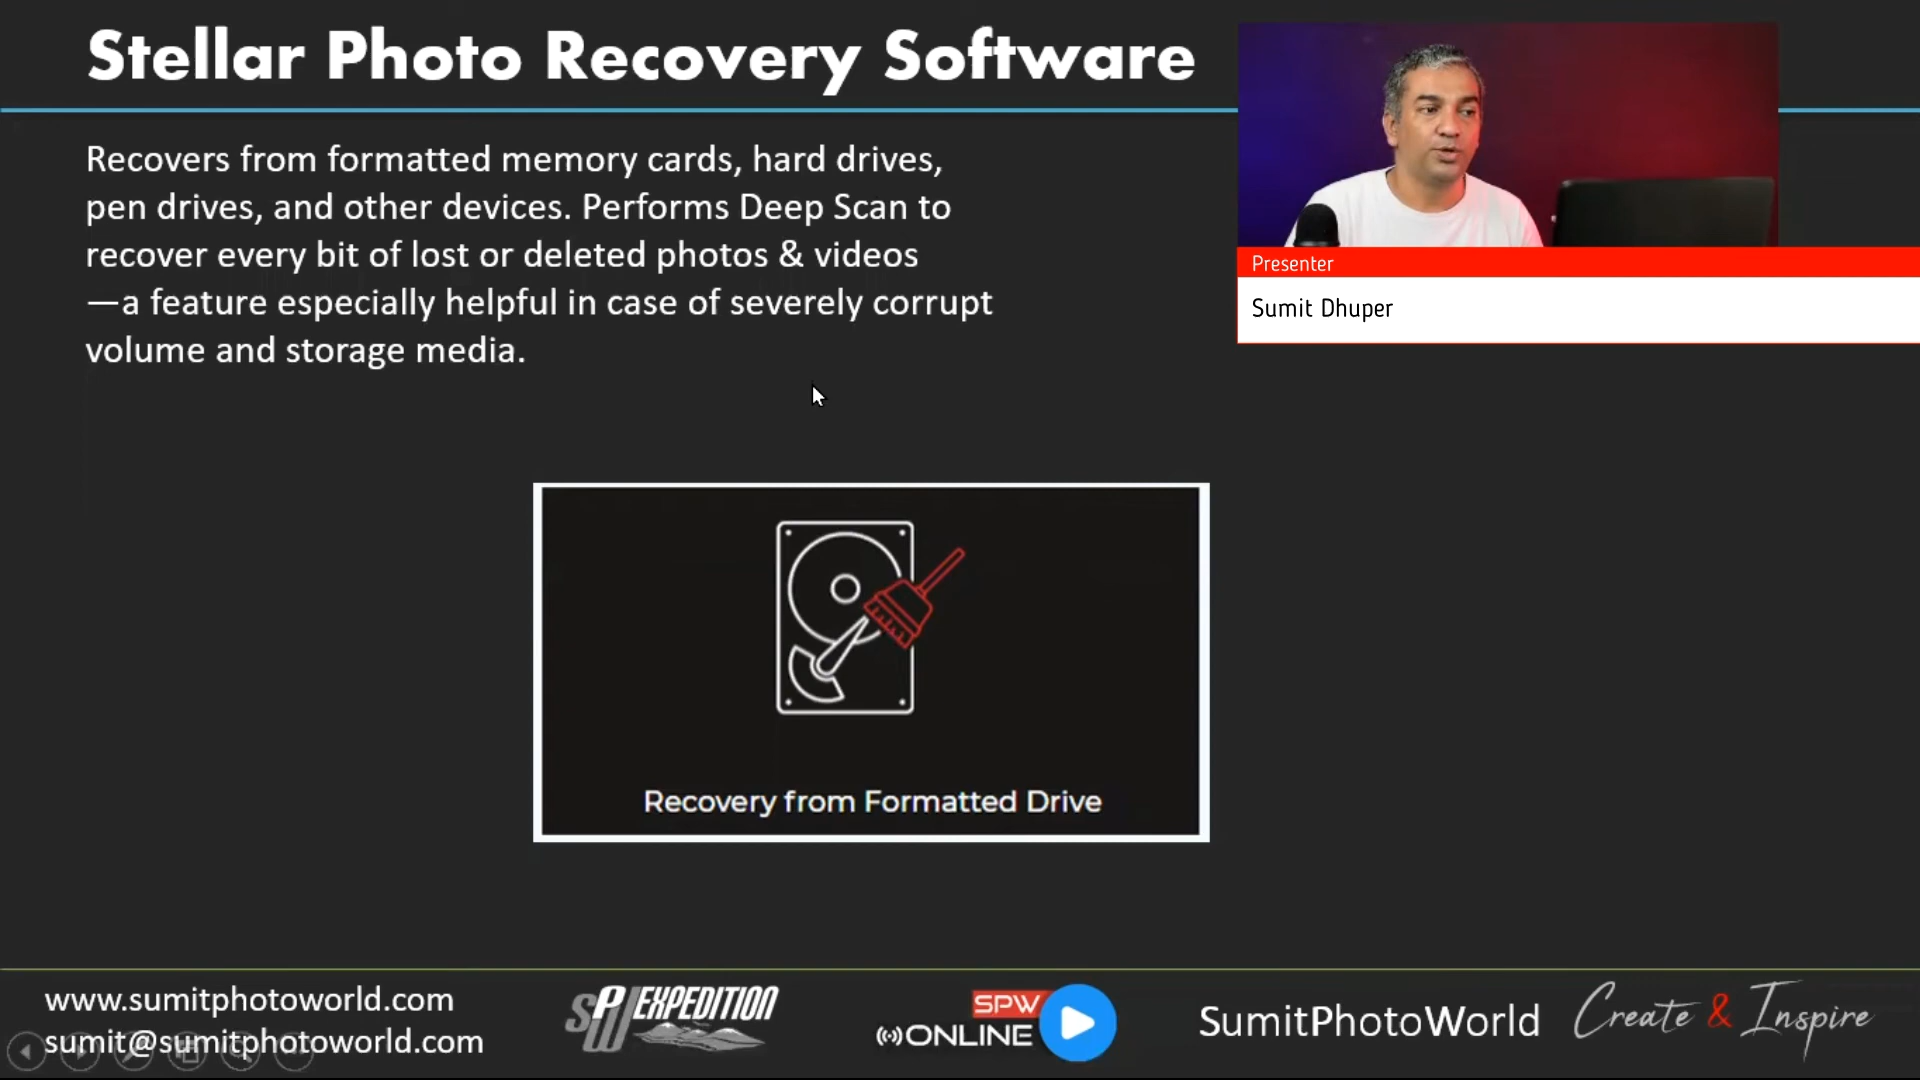 Stellar Photo Recovery Software
Recovers from formatted memory cards, hard drives,
pen drives, and other devices. Performs Deep Scan to
recover every bit of lost or deleted photos & videos
—a feature especially helpful in case of severely corrupt
volume and storage media.
Presenter
Sumit Dhuper
Recovery from Formatted Drive
www.sumitphotoworld.com
sumit@sumitphotoworld.com
SPW EXPEDITION
SPW
ONLINE
SumitPhotoWorld
Create & Inspire